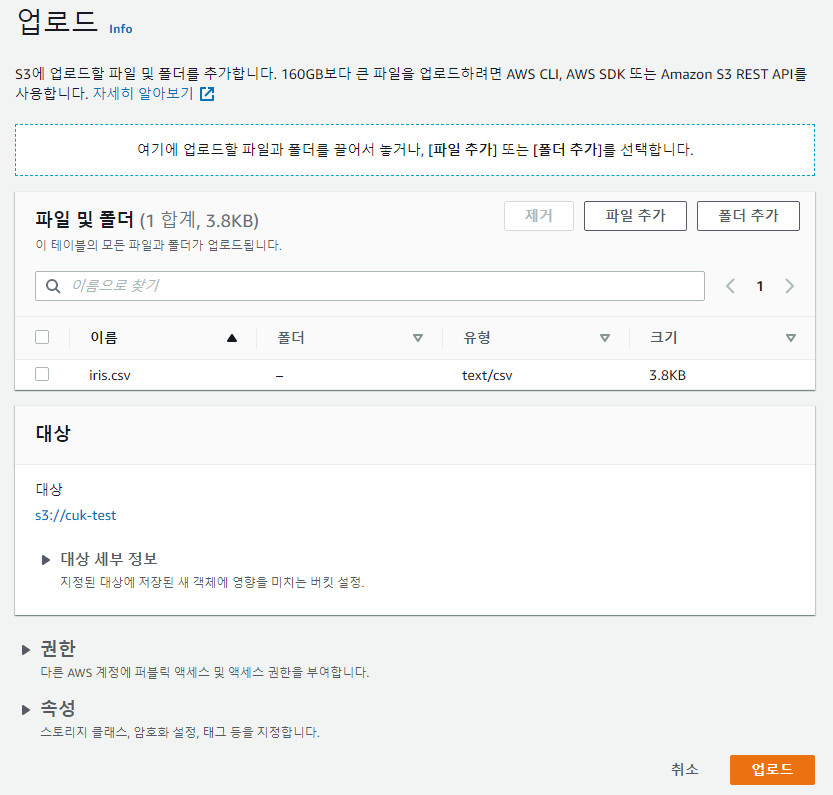 업로드 Info
S3에 업로드할 파일 및 폴더를 추가합니다. 160GB보다 큰 파일을 업로드하려면 AWS CLI, AWS SDK 또는 Amazon S3 REST API를
사용합니다. 자세히 알아보기
여기에 업로드할 파일과 폴더를 끌어서 놓거나, [파일 추가] 또는 [폴더 추가]를 선택합니다.
파일 및 폴더 (1 합계, 3.8KB)
제거 파일 추가 폴더 추가
이 테이블의 모든 파일과 폴더가 업로드됩니다.
이름으로 찾기 1
이름 폴더 유형 크기
iris.csv – text/csv 3.8KB
대상
대상
s3://cuk-test
대상 세부 정보
지정된 대상에 저장된 새 객체에 영향을 미치는 버킷 설정.
권한
다른 AWS 계정에 퍼블릭 액세스 및 액세스 권한을 부여합니다.
속성
스토리지 클래스, 암호화 설정, 태그 등을 지정합니다.
취소 업로드